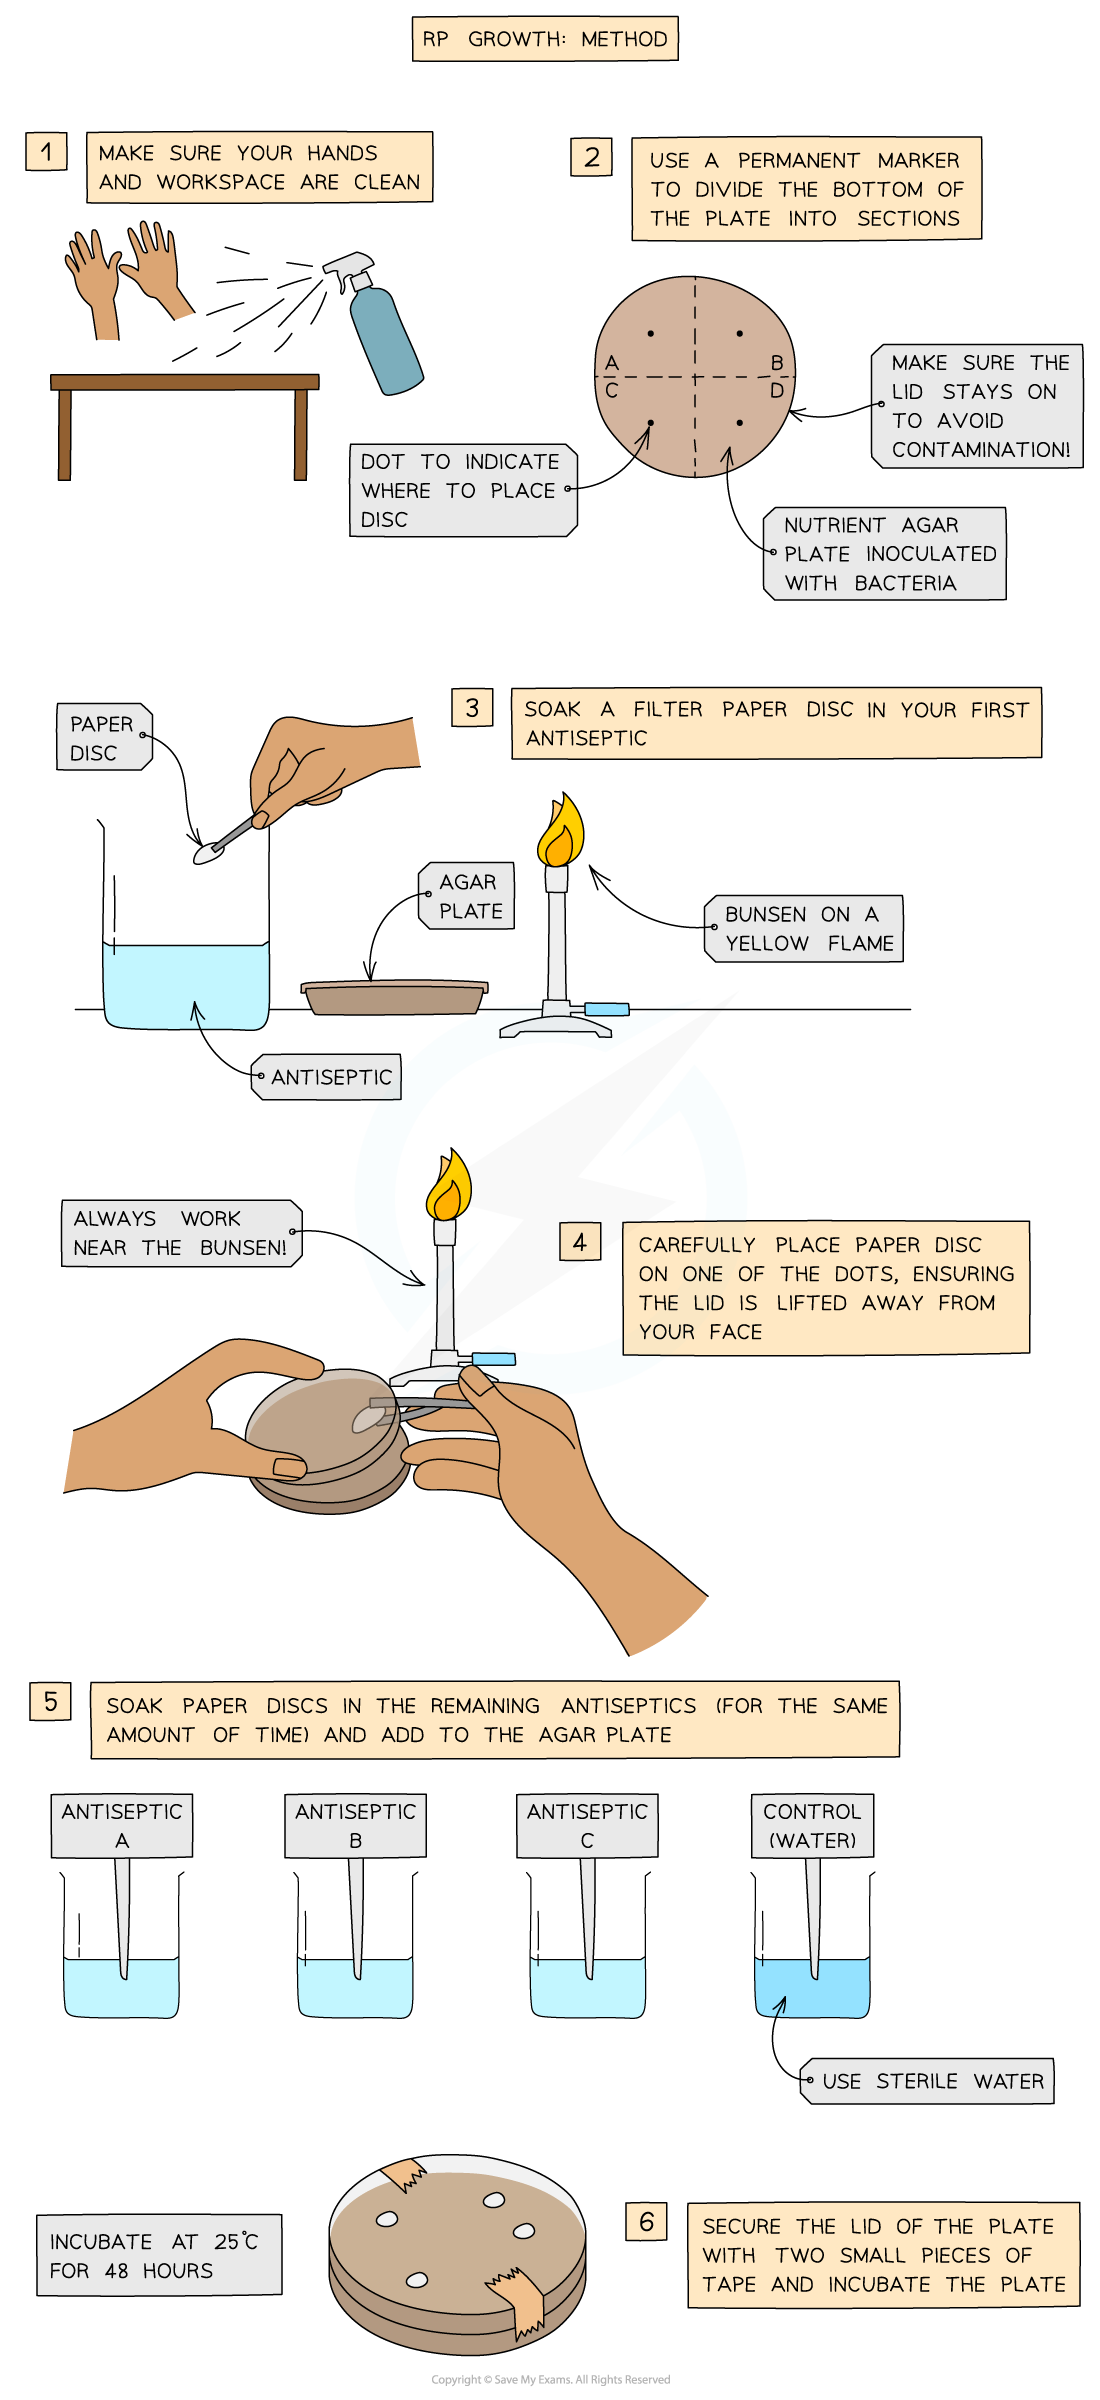 RP GROWTH: METHOD
1
MAKE SURE YOUR HANDS
AND WORKSPACE ARE CLEAN
2
USE A PERMANENT MARKER
TO DIVIDE THE BOTTOM OF
THE PLATE INTO SECTIONS
A
B
C
D
MAKE SURE THE
LID STAYS ON
TO AVOID
CONTAMINATION!
DOT TO INDICATE
WHERE TO PLACE
DISC
NUTRIENT AGAR
PLATE INOCULATED
WITH BACTERIA
3
SOAK A FILTER PAPER DISC IN YOUR FIRST
ANTISEPTIC
PAPER
DISC
AGAR
PLATE
BUNSEN ON A
YELLOW FLAME
ANTISEPTIC
ALWAYS WORK
NEAR THE BUNSEN!
4
CAREFULLY PLACE PAPER DISC
ON ONE OF THE DOTS, ENSURING
THE LID IS LIFTED AWAY FROM
YOUR FACE
5
SOAK PAPER DISCS IN THE REMAINING ANTISEPTICS (FOR THE SAME
AMOUNT OF TIME) AND ADD TO THE AGAR PLATE
ANTISEPTIC
A
ANTISEPTIC
B
ANTISEPTIC
C
CONTROL
(WATER)
USE STERILE WATER
INCUBATE AT 25°C
FOR 48 HOURS
6
SECURE THE LID OF THE PLATE
WITH TWO SMALL PIECES OF
TAPE AND INCUBATE THE PLATE
Copyright © Save My Exams. All Rights Reserved